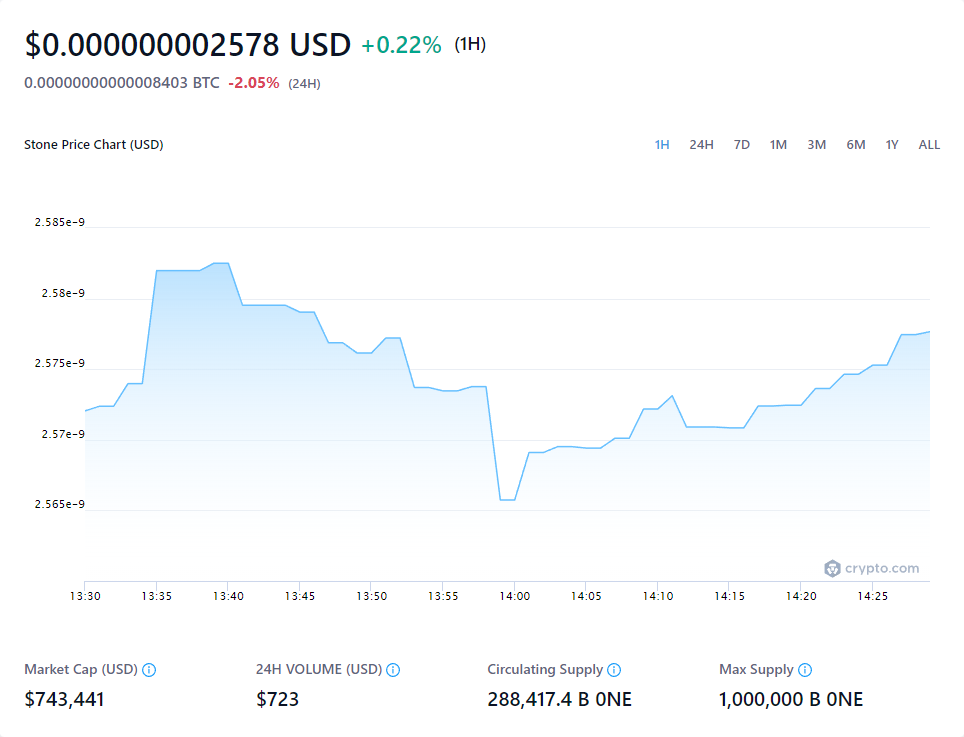 $0.000000002578 USD +0.22% (1H)
0.00000000000008403 BTC -2.05% (24H)
Stone Price Chart (USD) 1H 24H 7D 1M 3M 6M 1Y ALL
2.585e-9
2.58e-9
2.575e-9
2.57e-9
2.565e-9
crypto.com
13:30 13:35 13:40 13:45 13:50 13:55 14:00 14:05 14:10 14:15 14:20 14:25
Market Cap (USD) 24H VOLUME (USD) Circulating Supply Max Supply
$743,441 $723 288,417.4 B 0NE 1,000,000 B 0NE